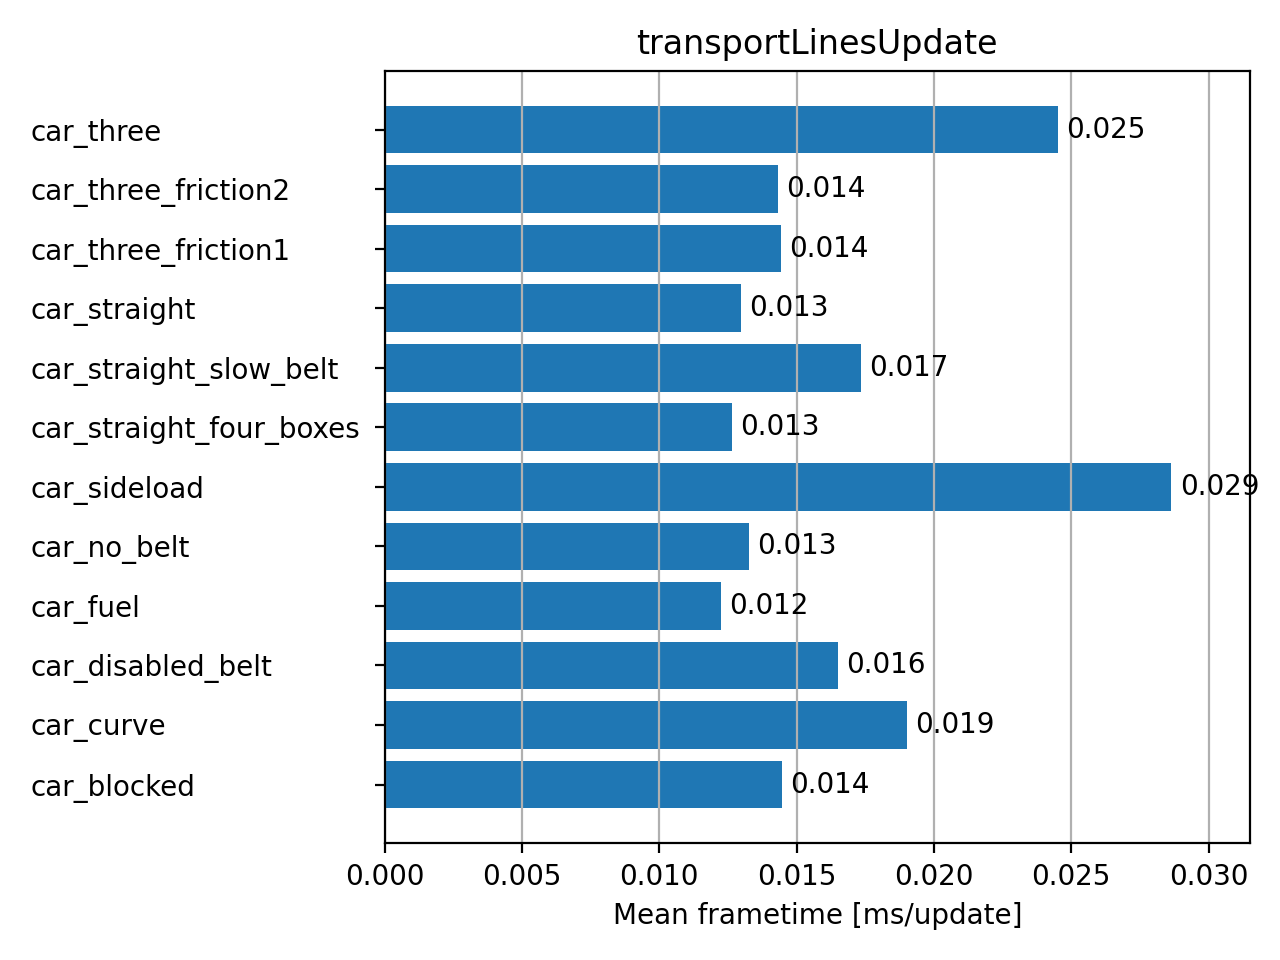 transportLinesUpdate
car_three 0.025
car_three_friction2 0.014
car_three_friction1 0.014
car_straight 0.013
car_straight_slow_belt 0.017
car_straight_four_boxes 0.013
car_sideload 0.029
car_no_belt 0.013
car_fuel 0.012
car_disabled_belt 0.016
car_curve 0.019
car_blocked 0.014
0.000 0.005 0.010 0.015 0.020 0.025 0.030
Mean frametime [ms/update]